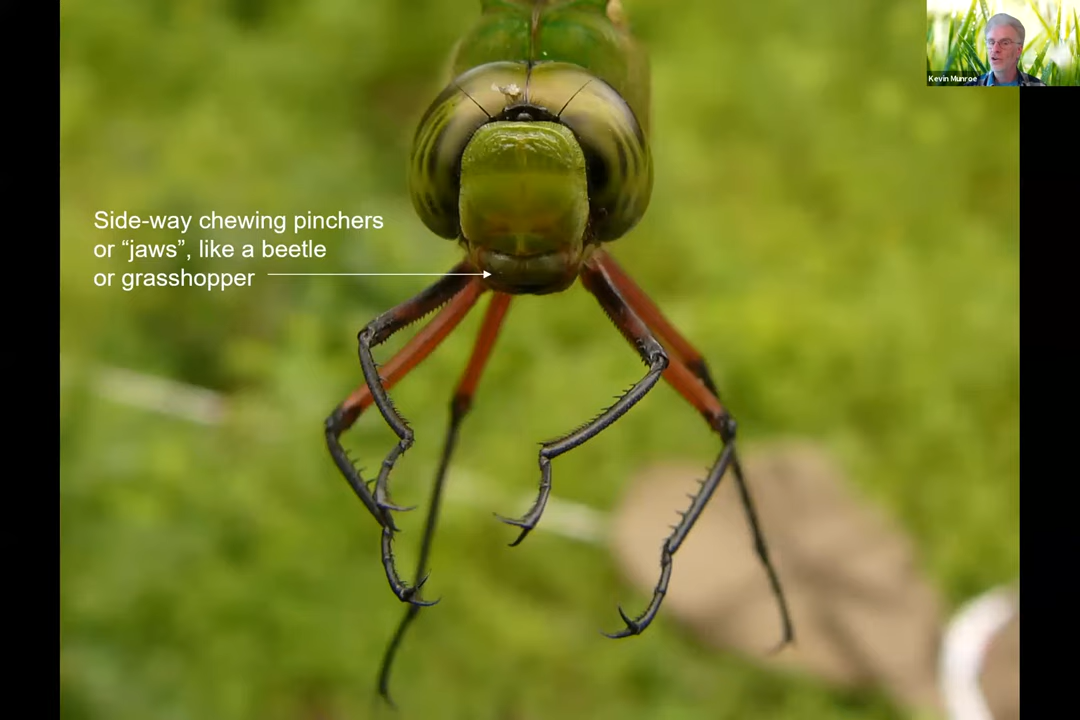 Kevin Munroe
Side-way chewing pinchers
or “jaws”, like a beetle
or grasshopper